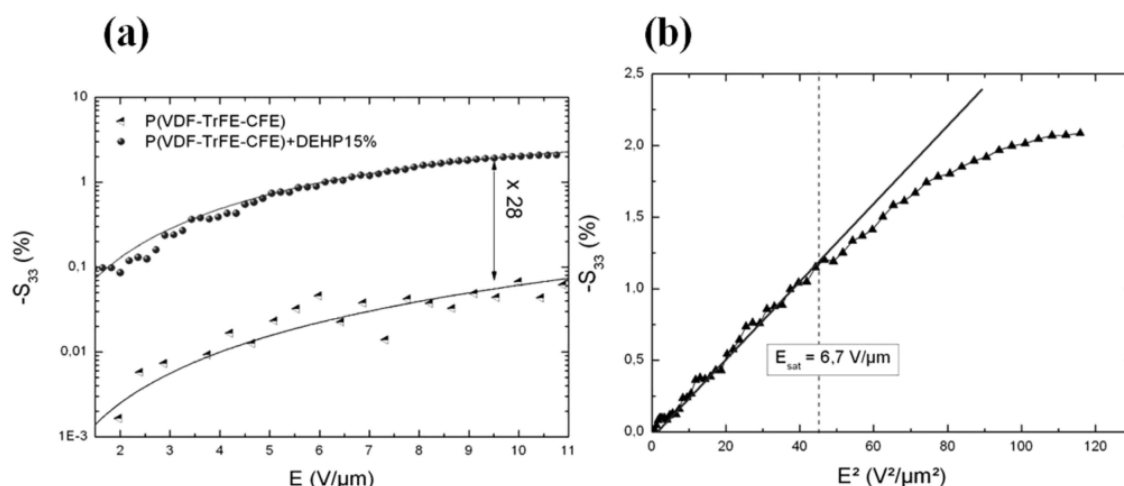 (a)
10
1
0,1
0,01
1E-3
-S₃₃ (%)
P(VDF-TrFE-CFE)
P(VDF-TrFE-CFE)+DEHP15%
x 28
2 3 4 5 6 7 8 9 10 11
E (V/µm)
(b)
2.5
2.0
1.5
1.0
0.5
0.0
-S₃₃ (%)
E_sat = 6,7 V/µm
0 20 40 60 80 100 120
E² (V²/µm²)